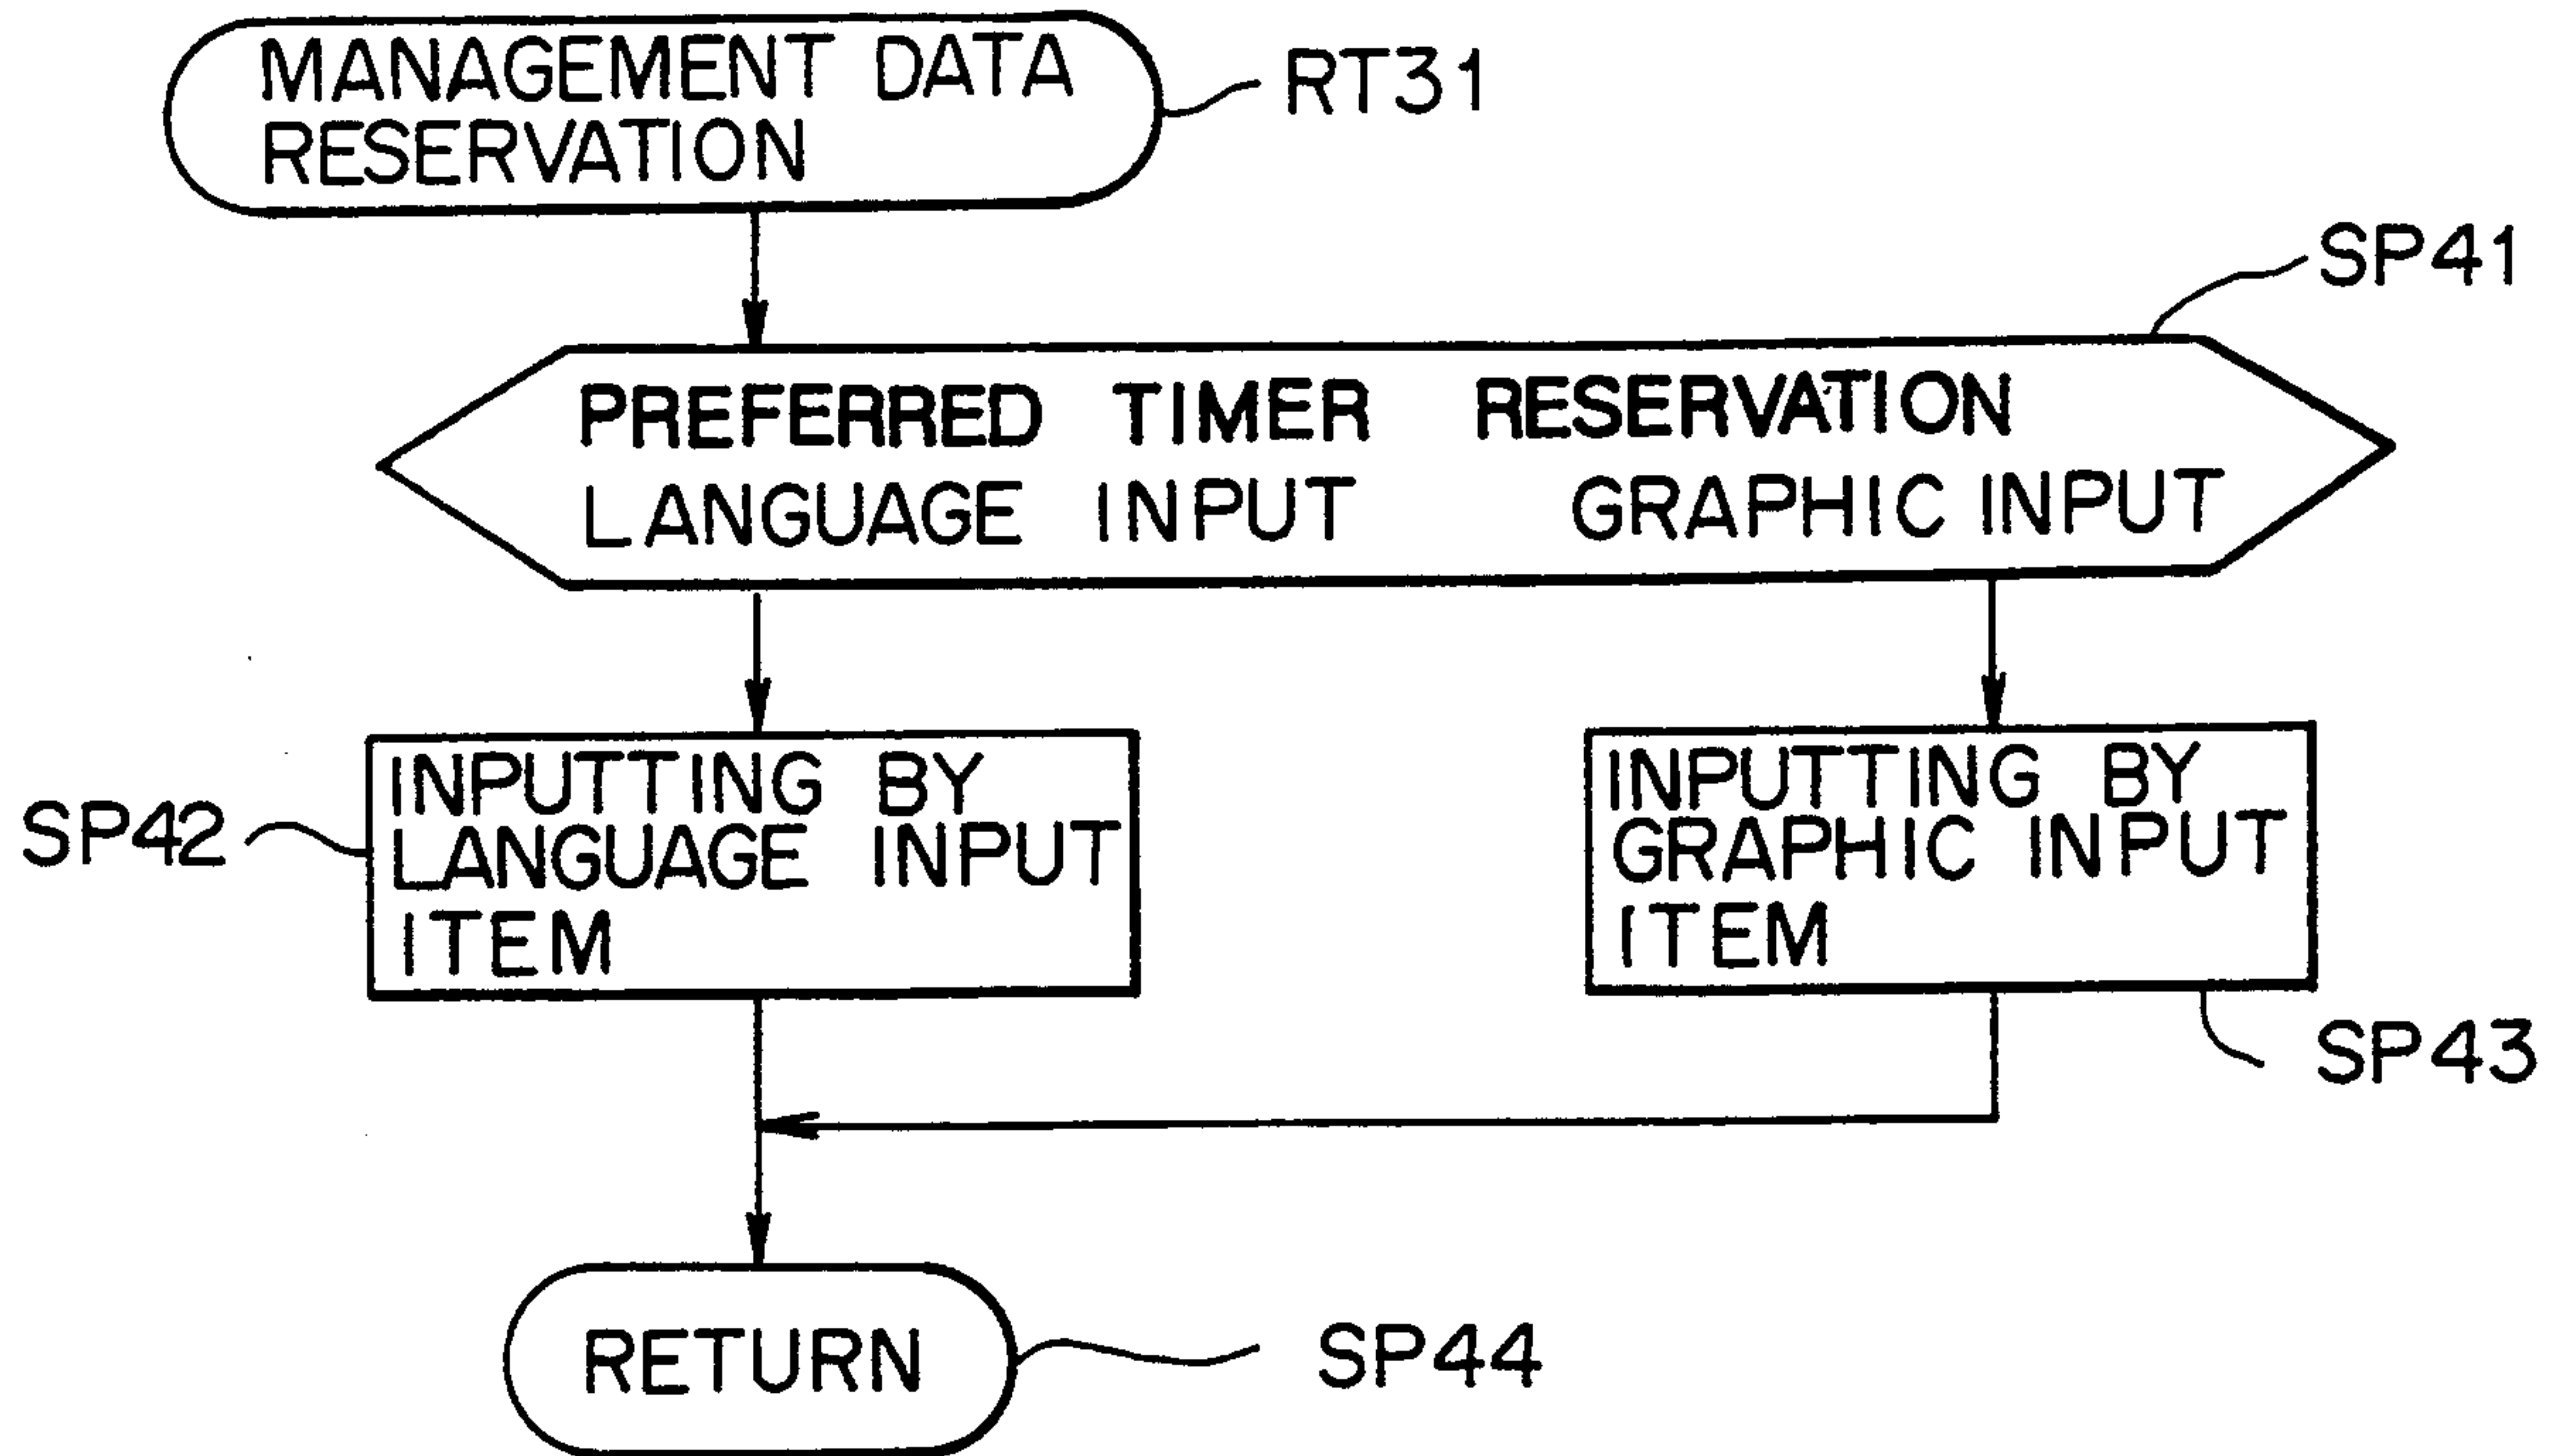 MANAGEMENT DATA
RESERVATION
RT31
SP41
PREFERRED TIMER RESERVATION
LANGUAGE INPUT GRAPHIC INPUT
INPUTTING BY
LANGUAGE INPUT
ITEM
SP42
INPUTTING BY
GRAPHIC INPUT
ITEM
SP43
RETURN
SP44